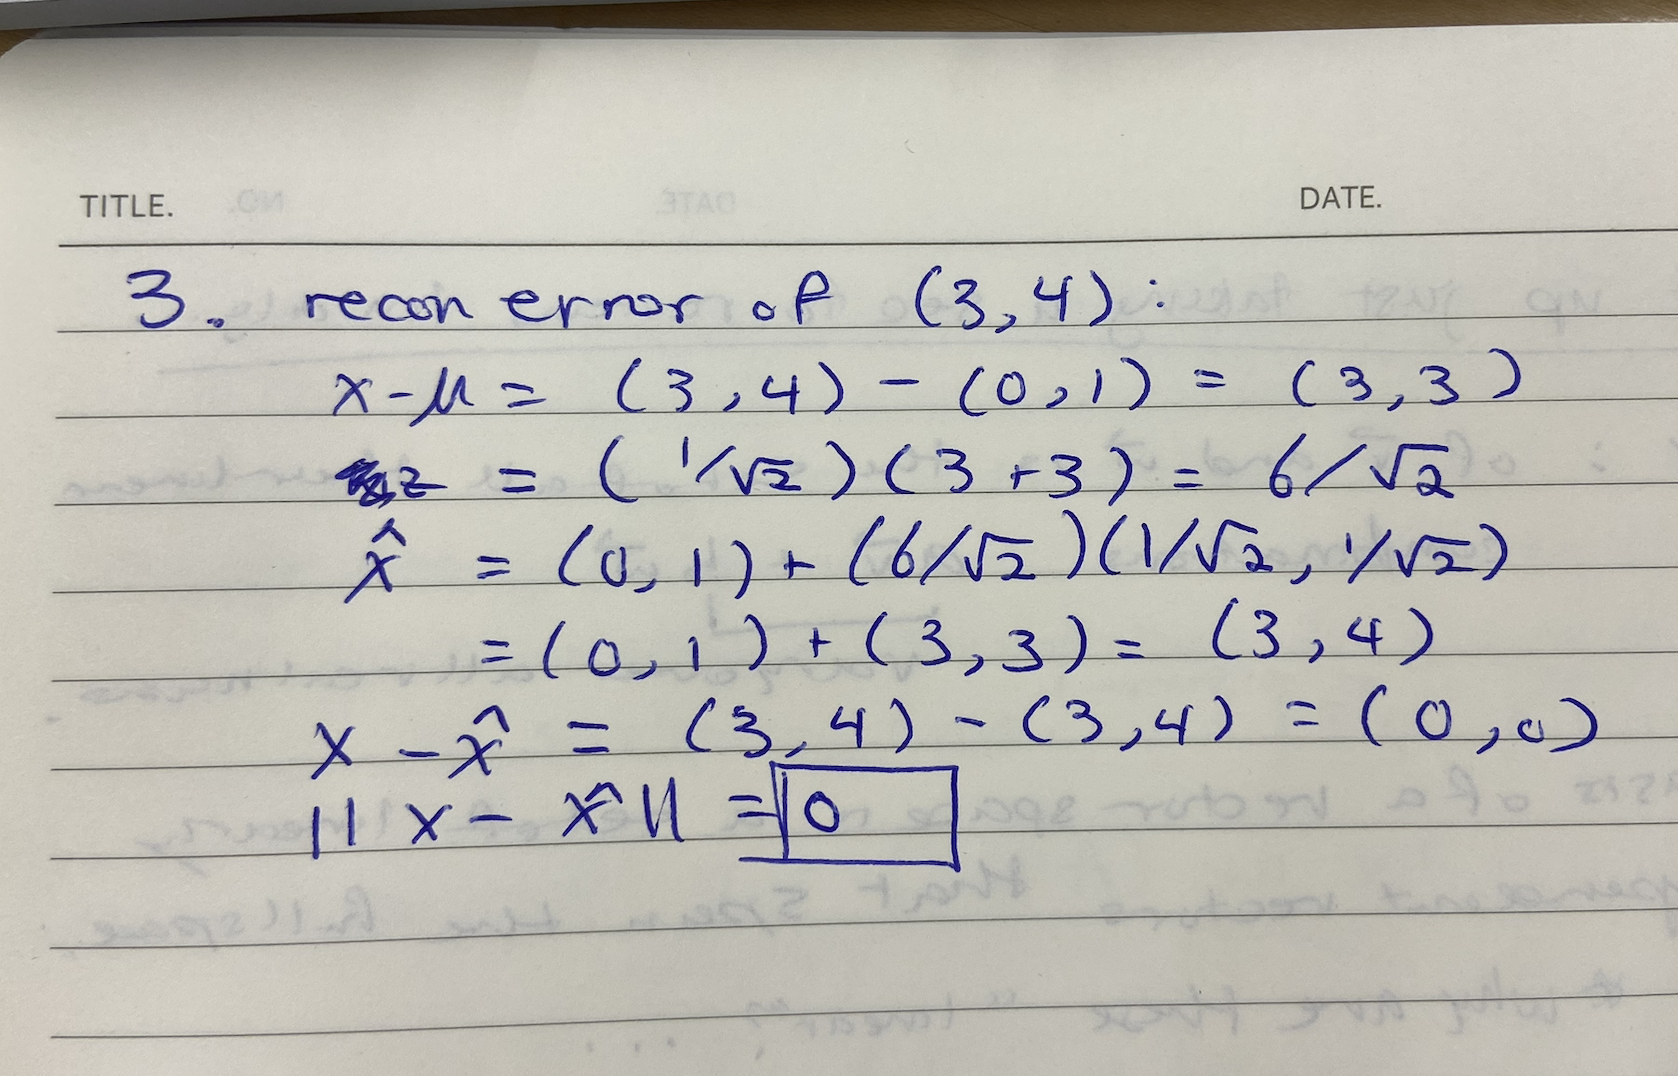 TITLE. NO. DATE. DATE.
3. recon error of (3,4):
x-μ = (3,4) - (0,1) = (3,3)
z = (1/√2)(3+3) = 6/√2
x̂ = (0,1) + (6/√2)(1/√2, 1/√2)
= (0,1) + (3,3) = (3,4)
x - x̂ = (3,4) - (3,4) = (0,0)
||x - x̂|| = 0